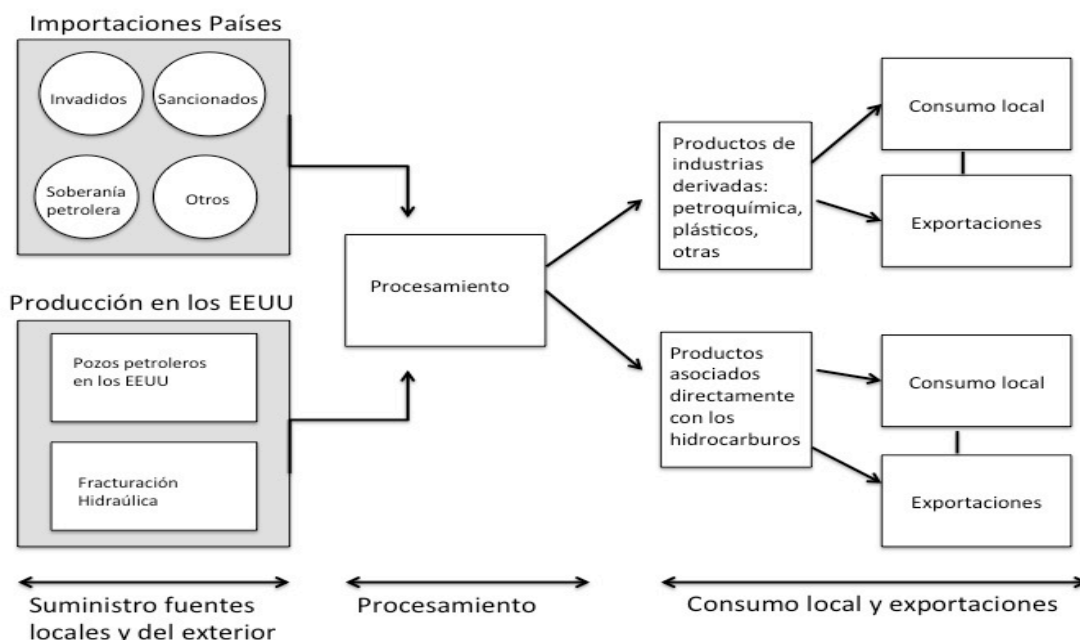 Importaciones Países
Invadidos
Sancionados
Soberanía
petrolera
Otros
Producción en los EEUU
Pozos petroleros
en los EEUU
Fracturación
Hidraúlica
Procesamiento
Productos de
industrias
derivadas:
petroquímica,
plásticos,
otras
Consumo local
Exportaciones
Productos
asociados
directamente
con los
hidrocarburos
Consumo local
Exportaciones
Suministro fuentes
locales y del exterior
Procesamiento
Consumo local y exportaciones